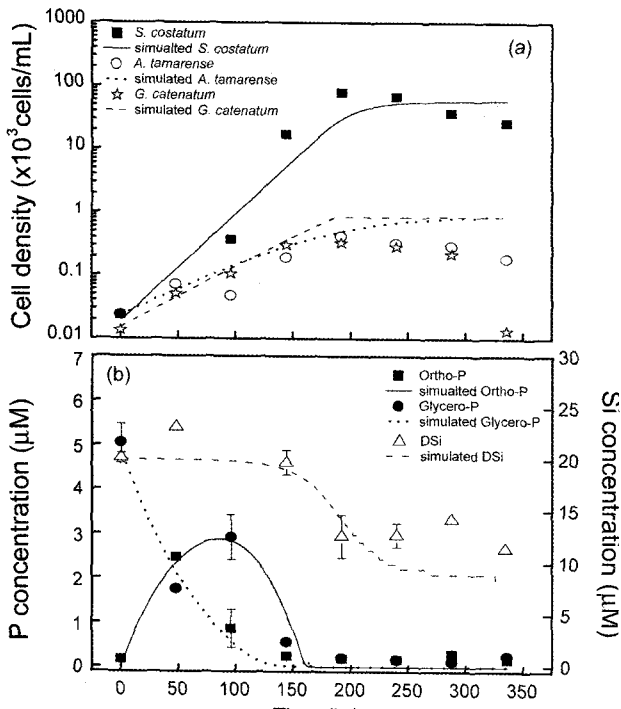 1000
100
10
1
0.1
0.01
Cell density (x10³cells/mL)
(a)
S. costatum
simualted S. costatum
A. tamarense
simulated A. tamarense
G. catenatum
simulated G. catenatum
7
6
5
4
3
2
1
0
P concentration (μM)
(b)
Ortho-P
simualted Ortho-P
Glycero-P
simulated Glycero-P
DSi
simulated DSi
30
25
20
15
10
5
0
Si concentration (μM)
0 50 100 150 200 250 300 350